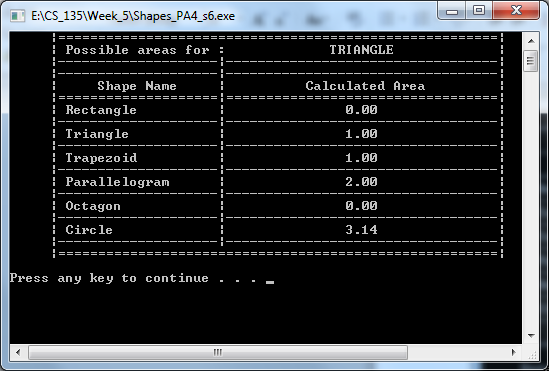 E:\CS_135\Week_5\Shapes_PA4_s6.exe
Possible areas for : TRIANGLE
Shape Name | Calculated Area
Rectangle | 0.00
Triangle | 1.00
Trapezoid | 1.00
Parallelogram | 2.00
Octagon | 0.00
Circle | 3.14
Press any key to continue . . . _